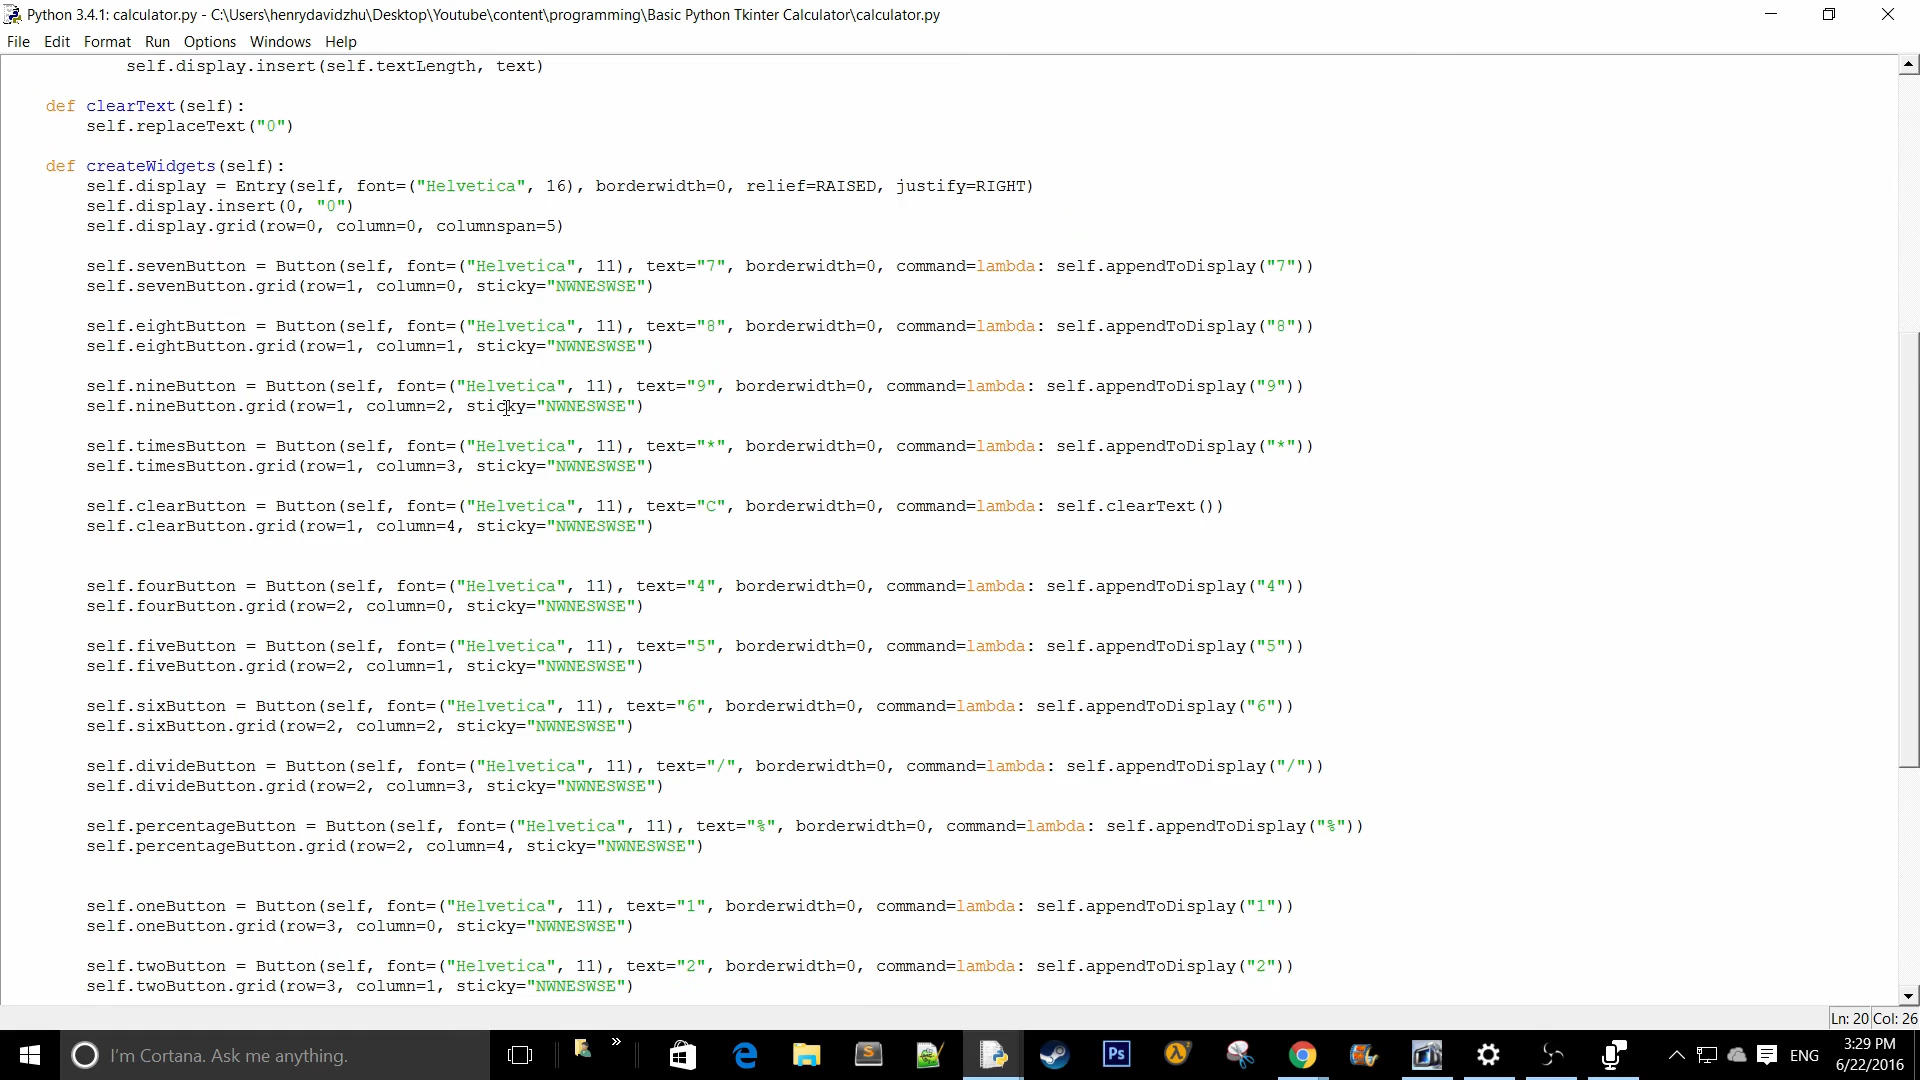 Python 3.4.1: calculator.py - C:\Users\henrydavidzhu\Desktop\Youtube\content\programming\Basic Python Tkinter Calculator\calculator.py
File Edit Format Run Options Windows Help
self.display.insert(self.textLength, text)
def clearText(self):
self.replaceText("0")
def createWidgets(self):
self.display = Entry(self, font=("Helvetica", 16), borderwidth=0, relief=RAISED, justify=RIGHT)
self.display.insert(0, "0")
self.display.grid(row=0, column=0, columnspan=5)
self.sevenButton = Button(self, font=("Helvetica", 11), text="7", borderwidth=0, command=lambda: self.appendToDisplay("7"))
self.sevenButton.grid(row=1, column=0, sticky="NWNESWSE")
self.eightButton = Button(self, font=("Helvetica", 11), text="8", borderwidth=0, command=lambda: self.appendToDisplay("8"))
self.eightButton.grid(row=1, column=1, sticky="NWNESWSE")
self.nineButton = Button(self, font=("Helvetica", 11), text="9", borderwidth=0, command=lambda: self.appendToDisplay("9"))
self.nineButton.grid(row=1, column=2, sticky="NWNESWSE")
self.timesButton = Button(self, font=("Helvetica", 11), text="*", borderwidth=0, command=lambda: self.appendToDisplay("*"))
self.timesButton.grid(row=1, column=3, sticky="NWNESWSE")
self.clearButton = Button(self, font=("Helvetica", 11), text="C", borderwidth=0, command=lambda: self.clearText())
self.clearButton.grid(row=1, column=4, sticky="NWNESWSE")
self.fourButton = Button(self, font=("Helvetica", 11), text="4", borderwidth=0, command=lambda: self.appendToDisplay("4"))
self.fourButton.grid(row=2, column=0, sticky="NWNESWSE")
self.fiveButton = Button(self, font=("Helvetica", 11), text="5", borderwidth=0, command=lambda: self.appendToDisplay("5"))
self.fiveButton.grid(row=2, column=1, sticky="NWNESWSE")
self.sixButton = Button(self, font=("Helvetica", 11), text="6", borderwidth=0, command=lambda: self.appendToDisplay("6"))
self.sixButton.grid(row=2, column=2, sticky="NWNESWSE")
self.divideButton = Button(self, font=("Helvetica", 11), text="/", borderwidth=0, command=lambda: self.appendToDisplay("/"))
self.divideButton.grid(row=2, column=3, sticky="NWNESWSE")
self.percentageButton = Button(self, font=("Helvetica", 11), text="%", borderwidth=0, command=lambda: self.appendToDisplay("%"))
self.percentageButton.grid(row=2, column=4, sticky="NWNESWSE")
self.oneButton = Button(self, font=("Helvetica", 11), text="1", borderwidth=0, command=lambda: self.appendToDisplay("1"))
self.oneButton.grid(row=3, column=0, sticky="NWNESWSE")
self.twoButton = Button(self, font=("Helvetica", 11), text="2", borderwidth=0, command=lambda: self.appendToDisplay("2"))
self.twoButton.grid(row=3, column=1, sticky="NWNESWSE")
Ln: 20 Col: 26
I'm Cortana. Ask me anything.
Ps
ENG
3:29 PM
6/22/2016